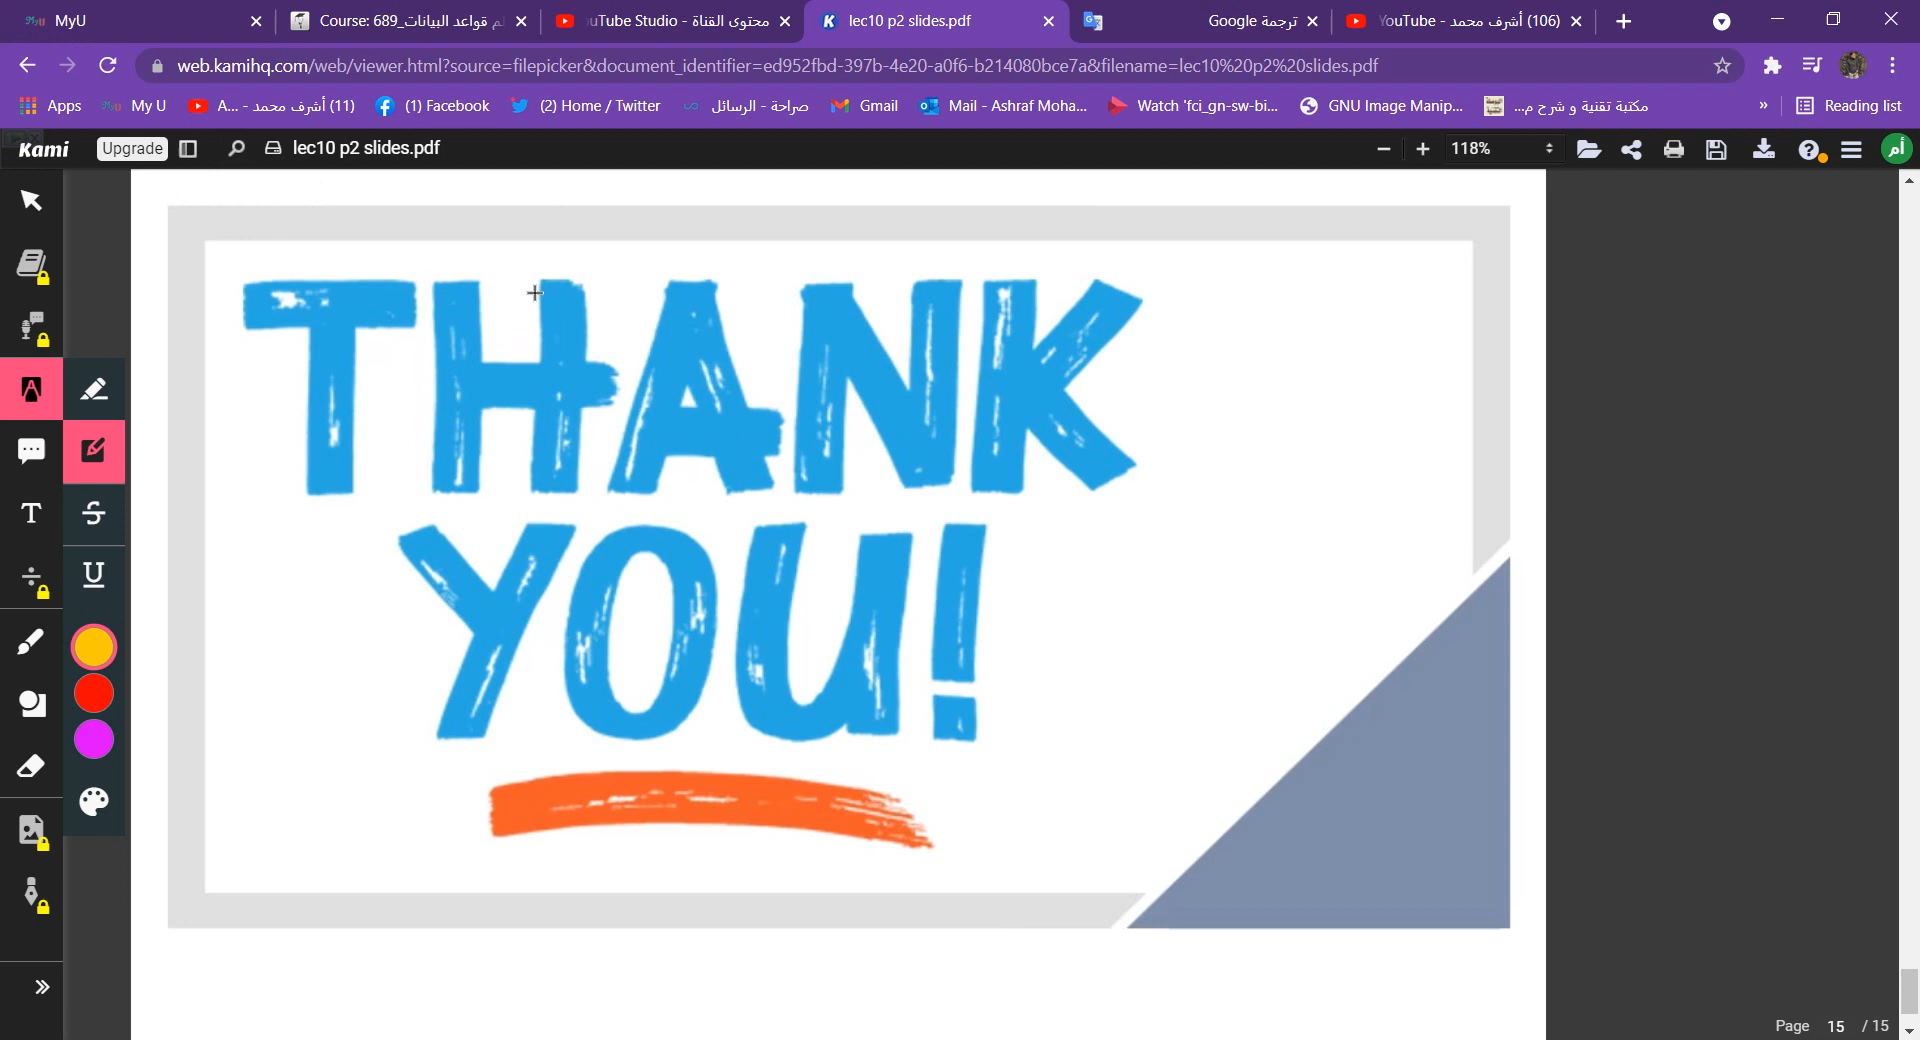 MyU
Course: 689_م قواعد البيانات
uTube Studio - محتوى القناة
lec10 p2 slides.pdf
ترجمة Google
(106) أشرف محمد - YouTube
web.kamihq.com/web/viewer.html?source=filepicker&document_identifier=ed952fbd-397b-4e20-a0f6-b214080bce7a&filename=lec10%20p2%20slides.pdf
Apps
MyU My U
(11) أشرف محمد - A...
(1) Facebook
(2) Home / Twitter
صراحة - الرسائل
Gmail
Mail - Ashraf Moha...
Watch 'fci_gn-sw-bi...
GNU Image Manip...
مكتبة تقنية و شرح م...
»
Reading list
Kami
Upgrade
lec10 p2 slides.pdf
118%
أم
THANK
YOU!
Page 15 / 15